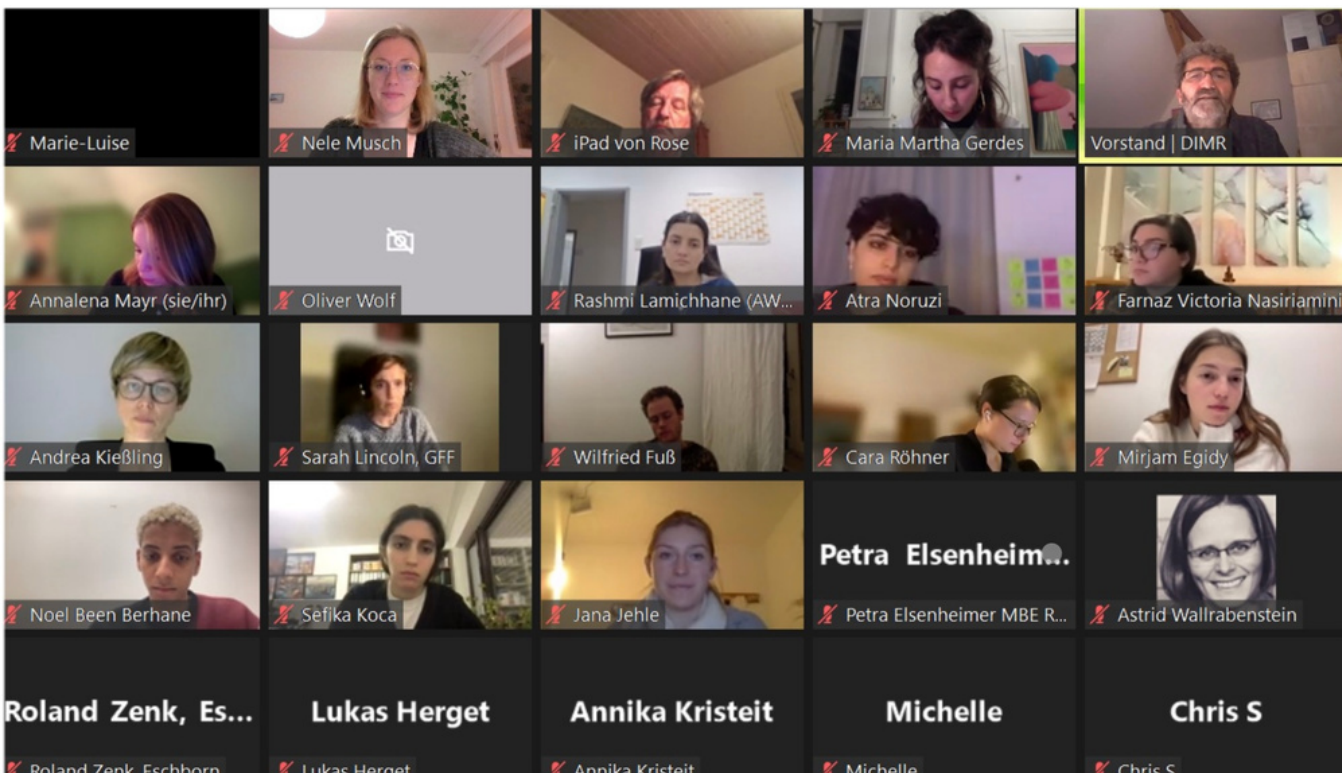 Marie-Luise
Nele Musch
iPad von Rose
Maria Martha Gerdes
Vorstand | DIMR
Annalena Mayr (sie/ihr)
Oliver Wolf
Rashmi Lamichhane (AW...
Atra Noruzi
Farnaz Victoria Nasiriamini
Andrea Kießling
Sarah Lincoln, GFF
Wilfried Fuß
Cara Röhner
Mirjam Egidy
Noel Been Berhane
Sefika Koca
Jana Jehle
Petra Elsenheim...
Petra Elsenheimer MBE R...
Astrid Wallrabenstein
Roland Zenk, Es...
Roland Zenk, Eschborn
Lukas Herget
Lukas Herget
Annika Kristeit
Annika Kristeit
Michelle
Michelle
Chris S
Chris S